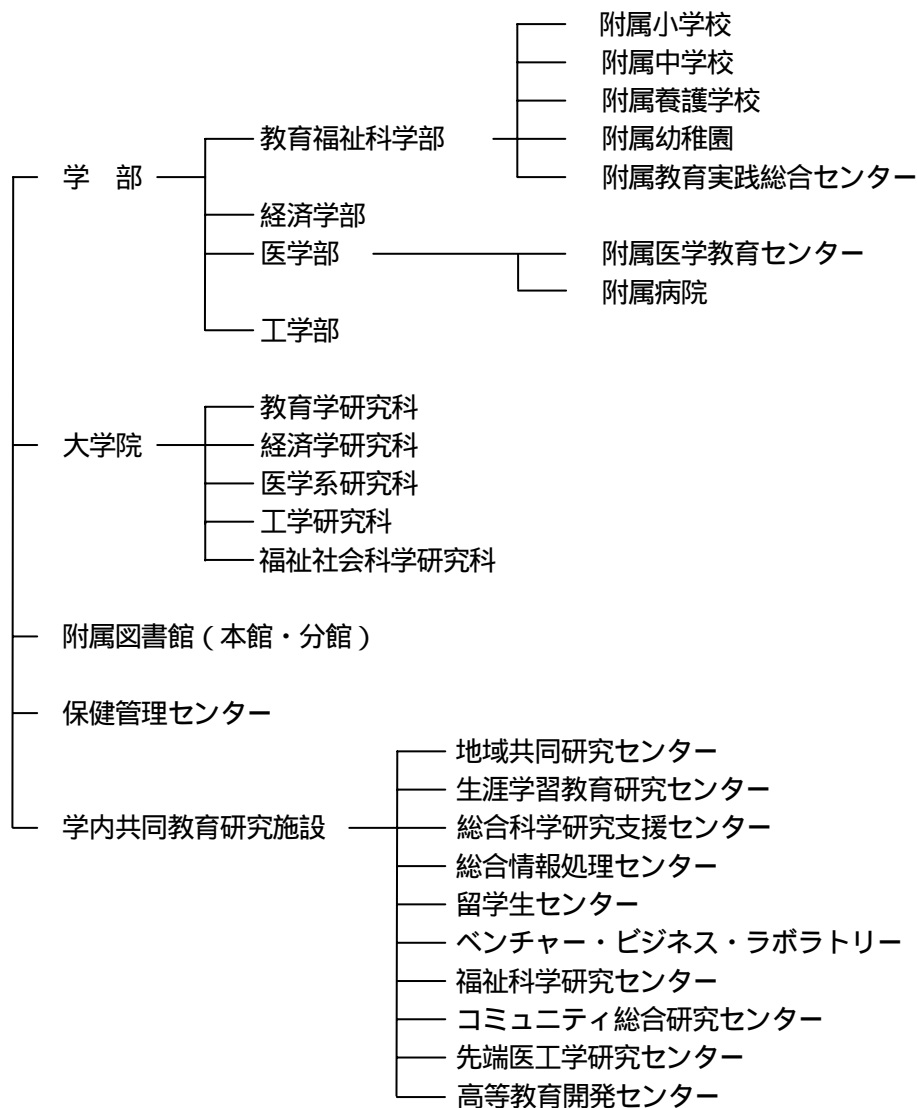 附属小学校
附属中学校
附属養護学校
教育福祉科学部 附属幼稚園
学 部 附属教育実践総合センター
経済学部
医学部 附属医学教育センター
附属病院
工学部
教育学研究科
大学院 経済学研究科
医学系研究科
工学研究科
福祉社会科学研究科
附属図書館(本館・分館)
保健管理センター
地域共同研究センター
生涯学習教育研究センター
学内共同教育研究施設 総合科学研究支援センター
総合情報処理センター
留学生センター
ベンチャー・ビジネス・ラボラトリー
福祉科学研究センター
コミュニティ総合研究センター
先端医工学研究センター
高等教育開発センター